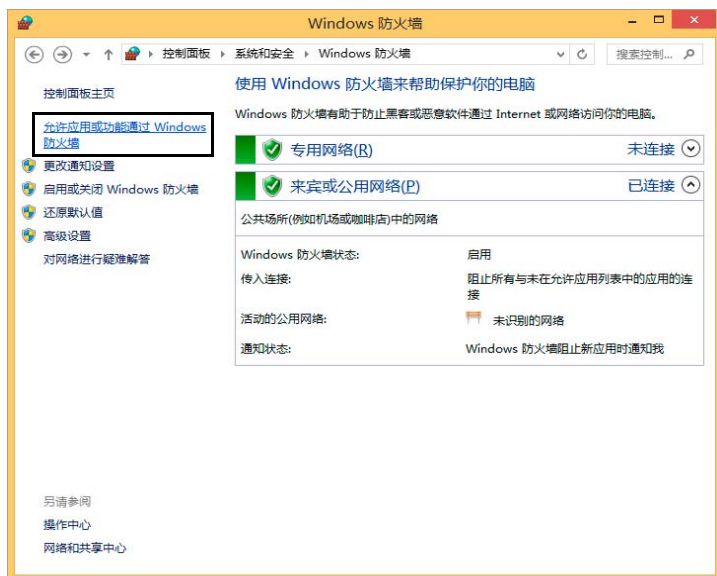 Windows 防火墙
控制面板 系统和安全 Windows 防火墙 搜索控制...
控制面板主页
允许应用或功能通过 Windows
防火墙
更改通知设置
启用或关闭 Windows 防火墙
还原默认值
高级设置
对网络进行疑难解答
使用 Windows 防火墙来帮助保护你的电脑
Windows 防火墙有助于防止黑客或恶意软件通过 Internet 或网络访问你的电脑。
专用网络(R) 未连接
来宾或公用网络(P) 已连接
公共场所(例如机场或咖啡店)中的网络
Windows 防火墙状态: 启用
传入连接: 阻止所有与未在允许应用列表中的应用的连
接
活动的公用网络: 未识别的网络
通知状态: Windows 防火墙阻止新应用时通知我
另请参阅
操作中心
网络和共享中心